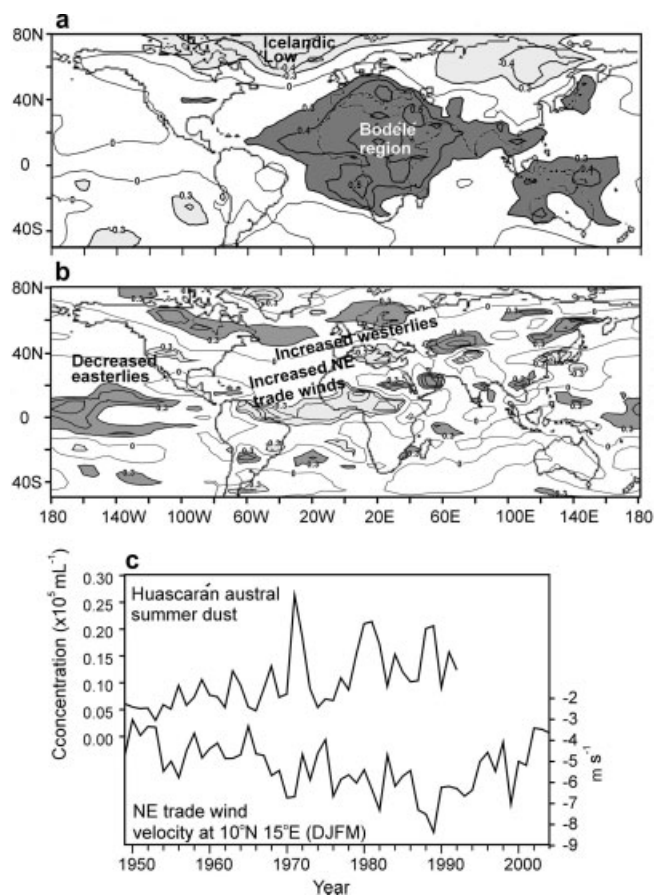 a
80N
40N
0
40S
Icelandic
Low
Bodélé
region
b
80N
40N
0
40S
Decreased
easterlies
Increased westerlies
Increased NE
trade winds
180 140W 100W 60W 20W 20E 60E 100E 140E 180
c
0.30
0.25
0.20
0.15
0.10
0.05
0.00
Cconcentration (x10⁵ mL⁻¹)
Huascarán austral
summer dust
-2
-3
-4
-5
-6
-7
-8
-9
m s⁻¹
NE trade wind
velocity at 10°N 15°E (DJFM)
1950 1960 1970 1980 1990 2000
Year